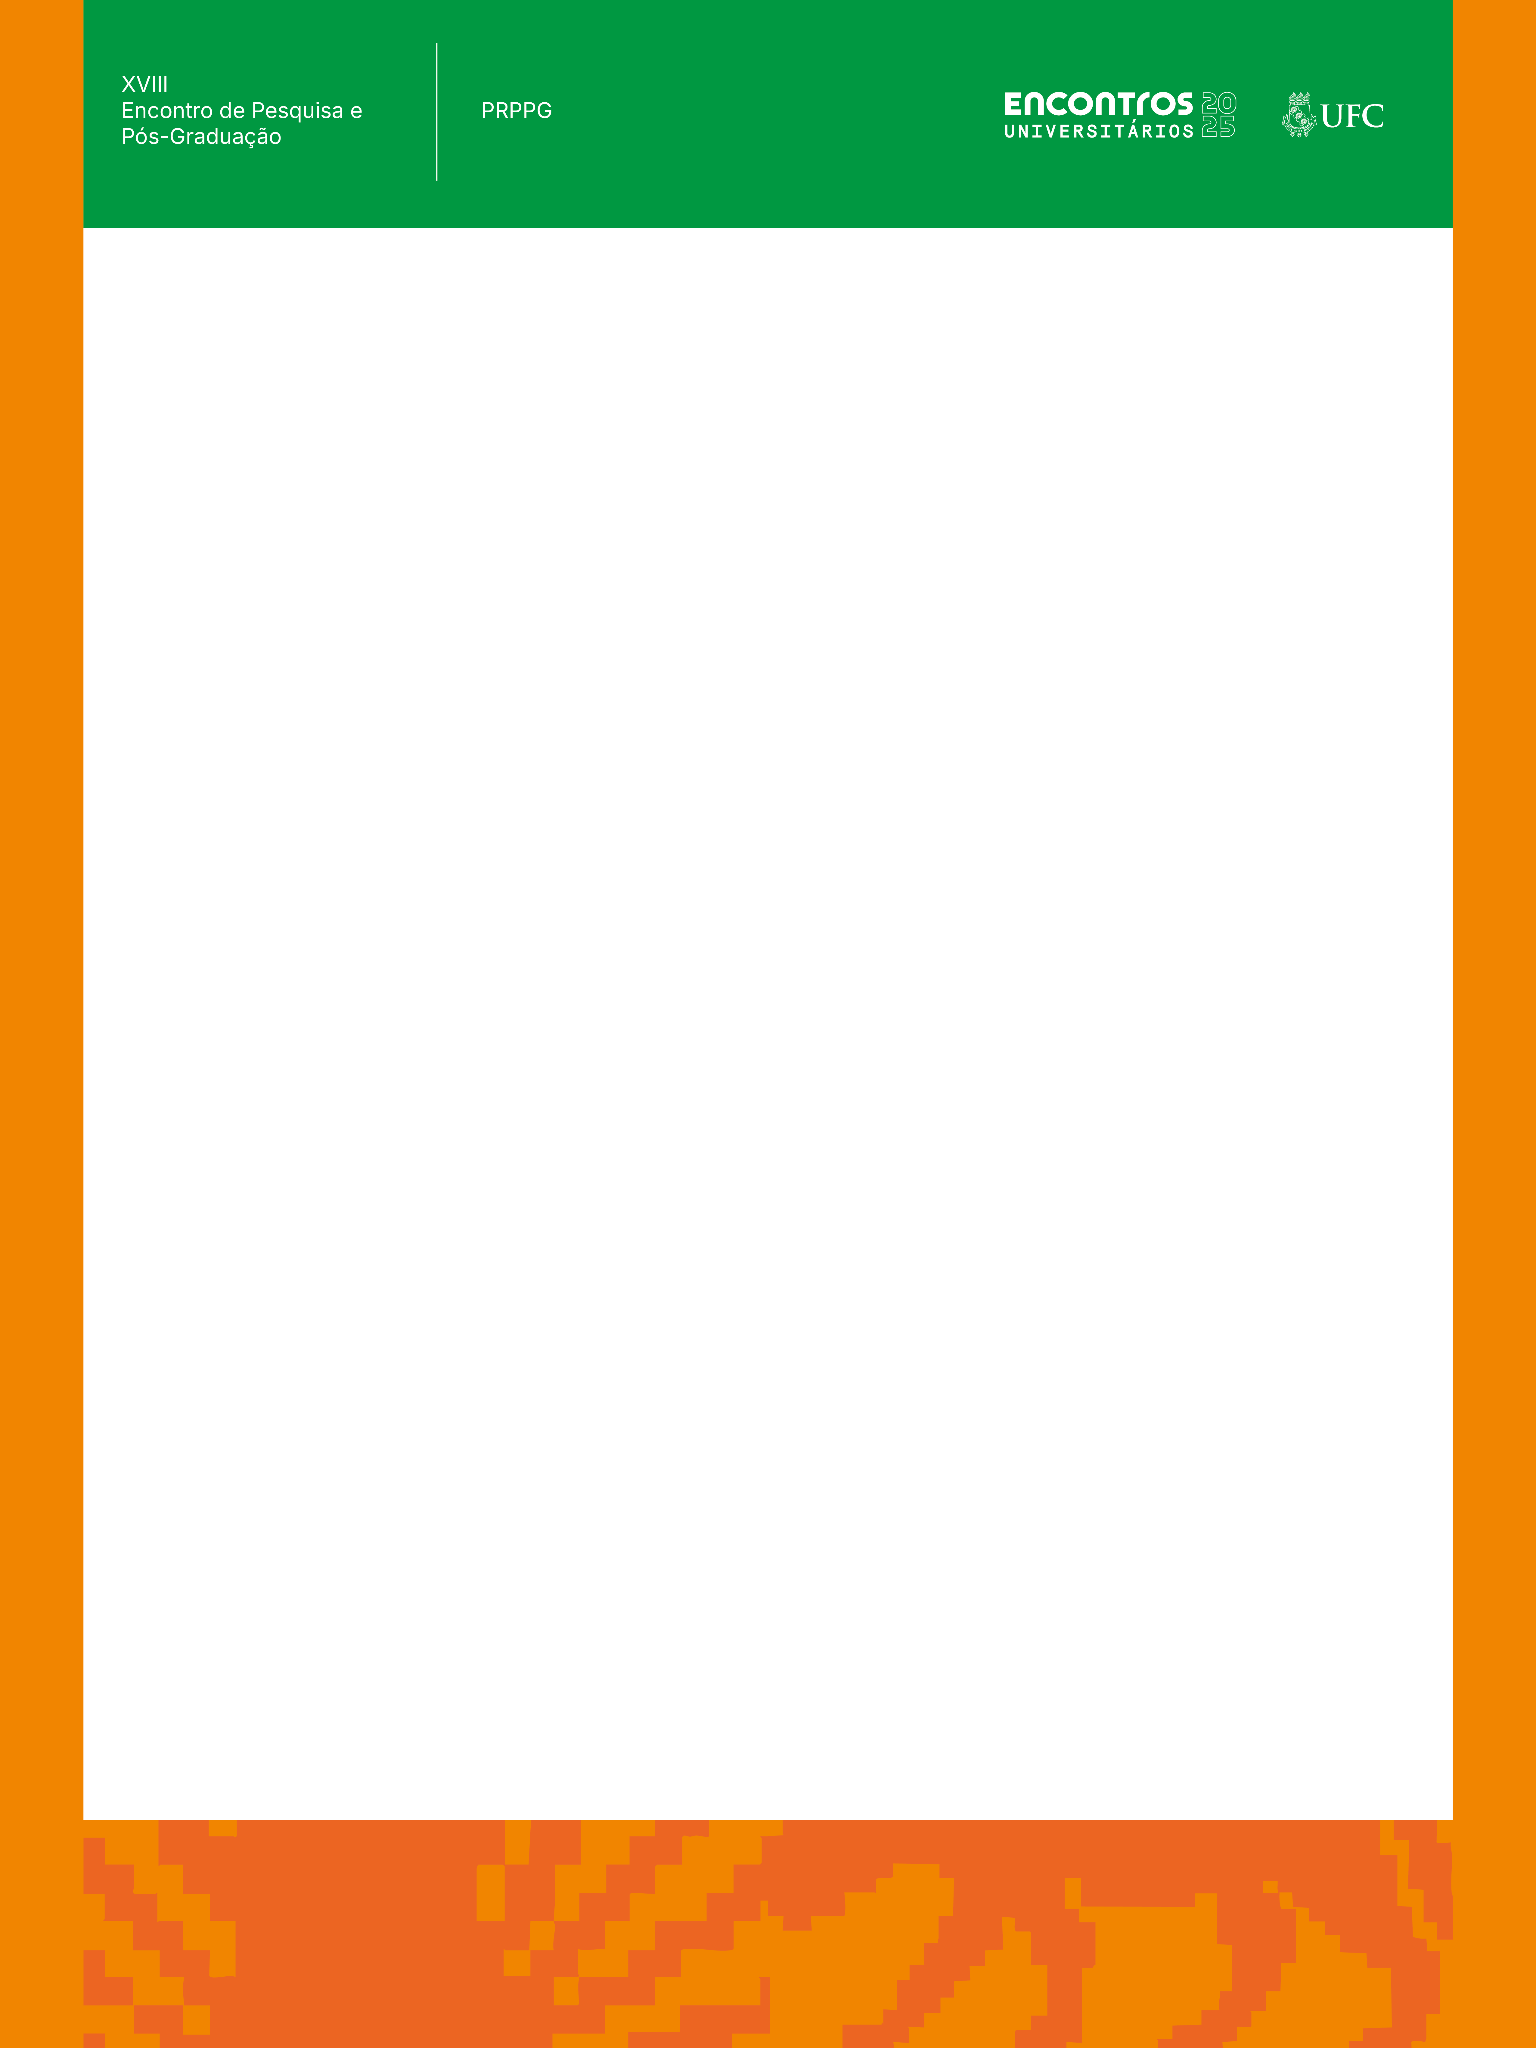 XVIII
Encontro de Pesquisa e
Pós-Graduação
PRPPG
ENCONTROS
UNIVERSITÁRIOS
20
25
UFC